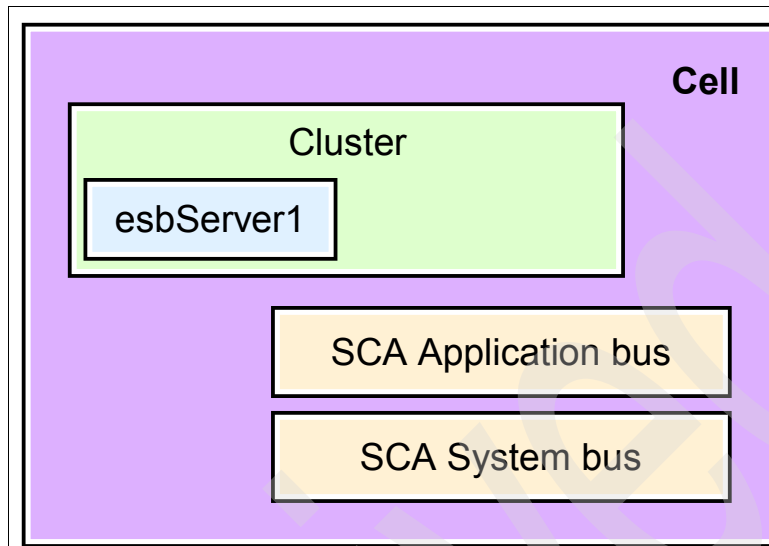 Cell
Cluster
esbServer1
SCA Application bus
SCA System bus